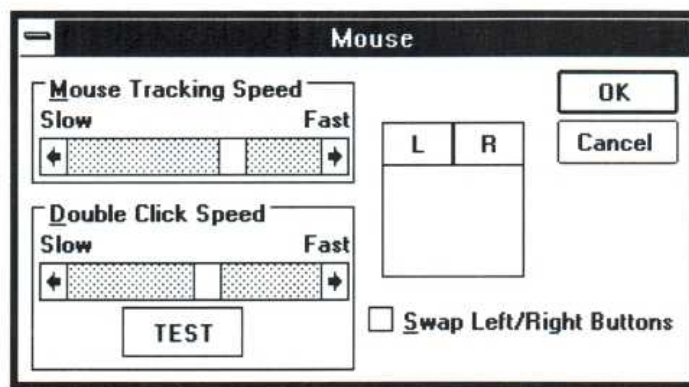 Mouse
Mouse Tracking Speed
Slow Fast
Double Click Speed
Slow Fast
TEST
L R
Swap Left/Right Buttons
OK
Cancel